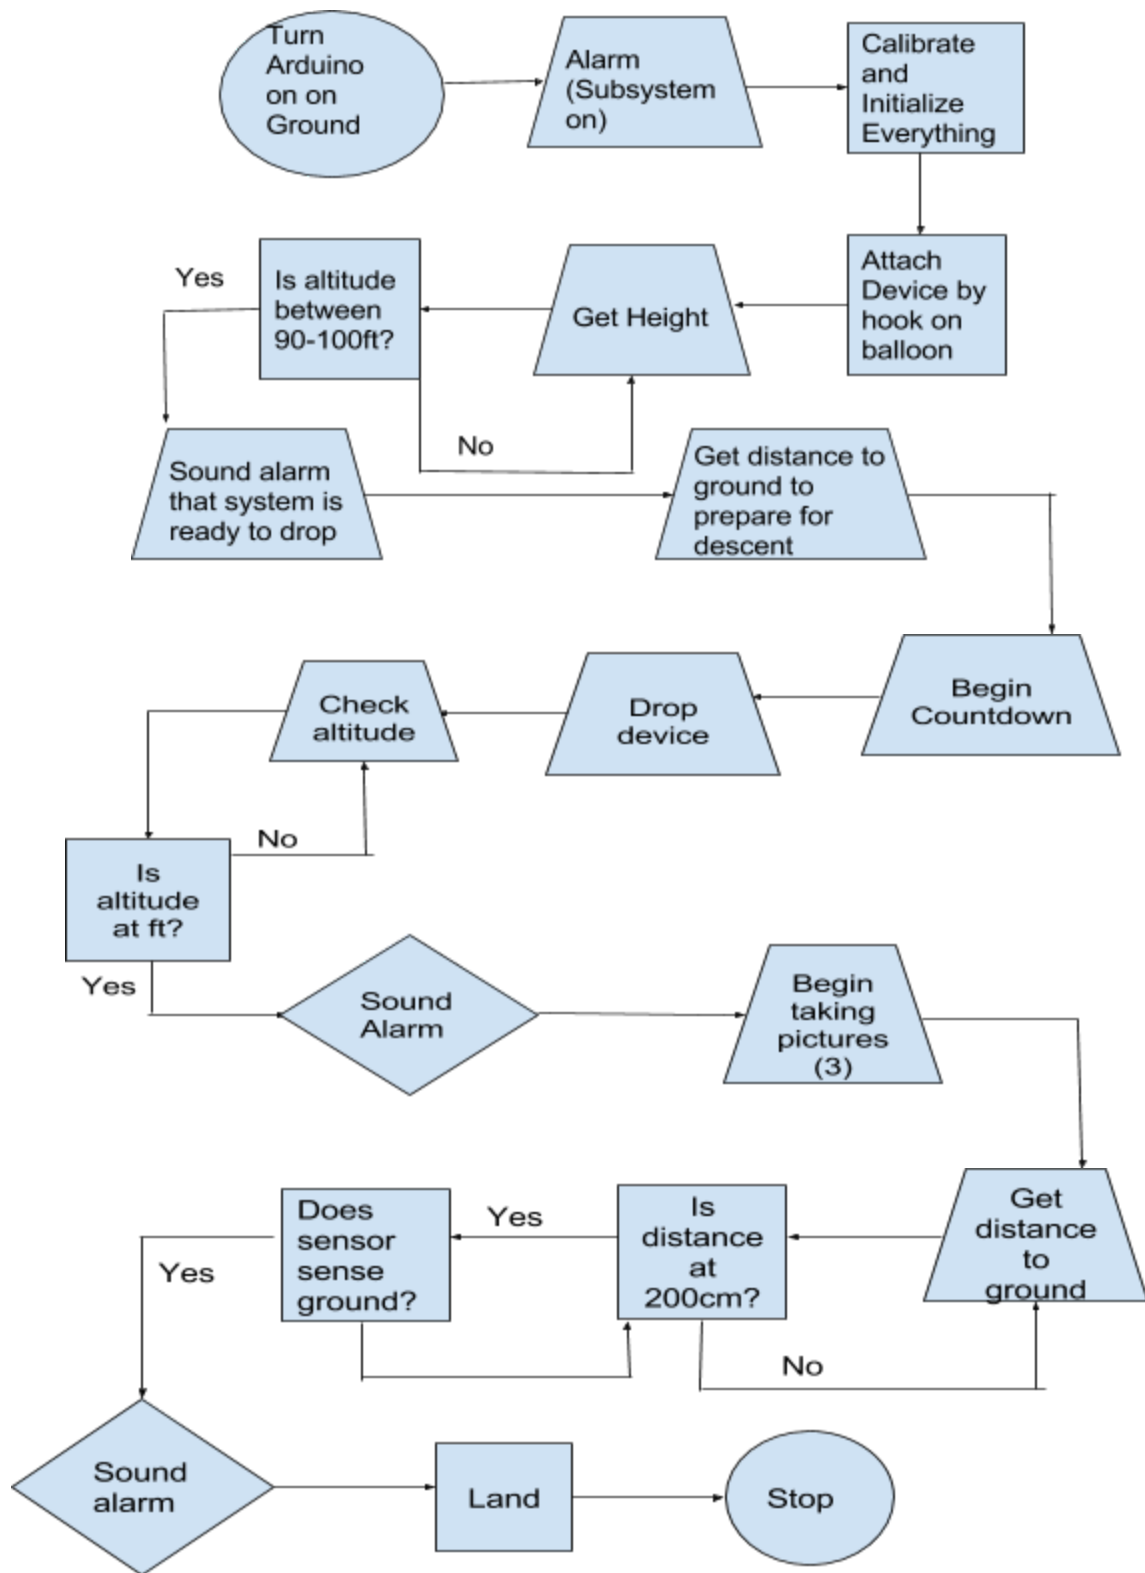 Turn
Arduino
on on
Ground
Alarm
(Subsystem
on)
Calibrate
and
Initialize
Everything
Attach
Device by
hook on
balloon
Get Height
Is altitude
between
90-100ft?
Yes
No
Sound alarm
that system is
ready to drop
Get distance to
ground to
prepare for
descent
Begin
Countdown
Drop
device
Check
altitude
No
Is
altitude
at ft?
Yes
Sound
Alarm
Begin
taking
pictures
(3)
Get
distance
to
ground
Is
distance
at
200cm?
No
Yes
Does
sensor
sense
ground?
Yes
Sound
alarm
Land
Stop